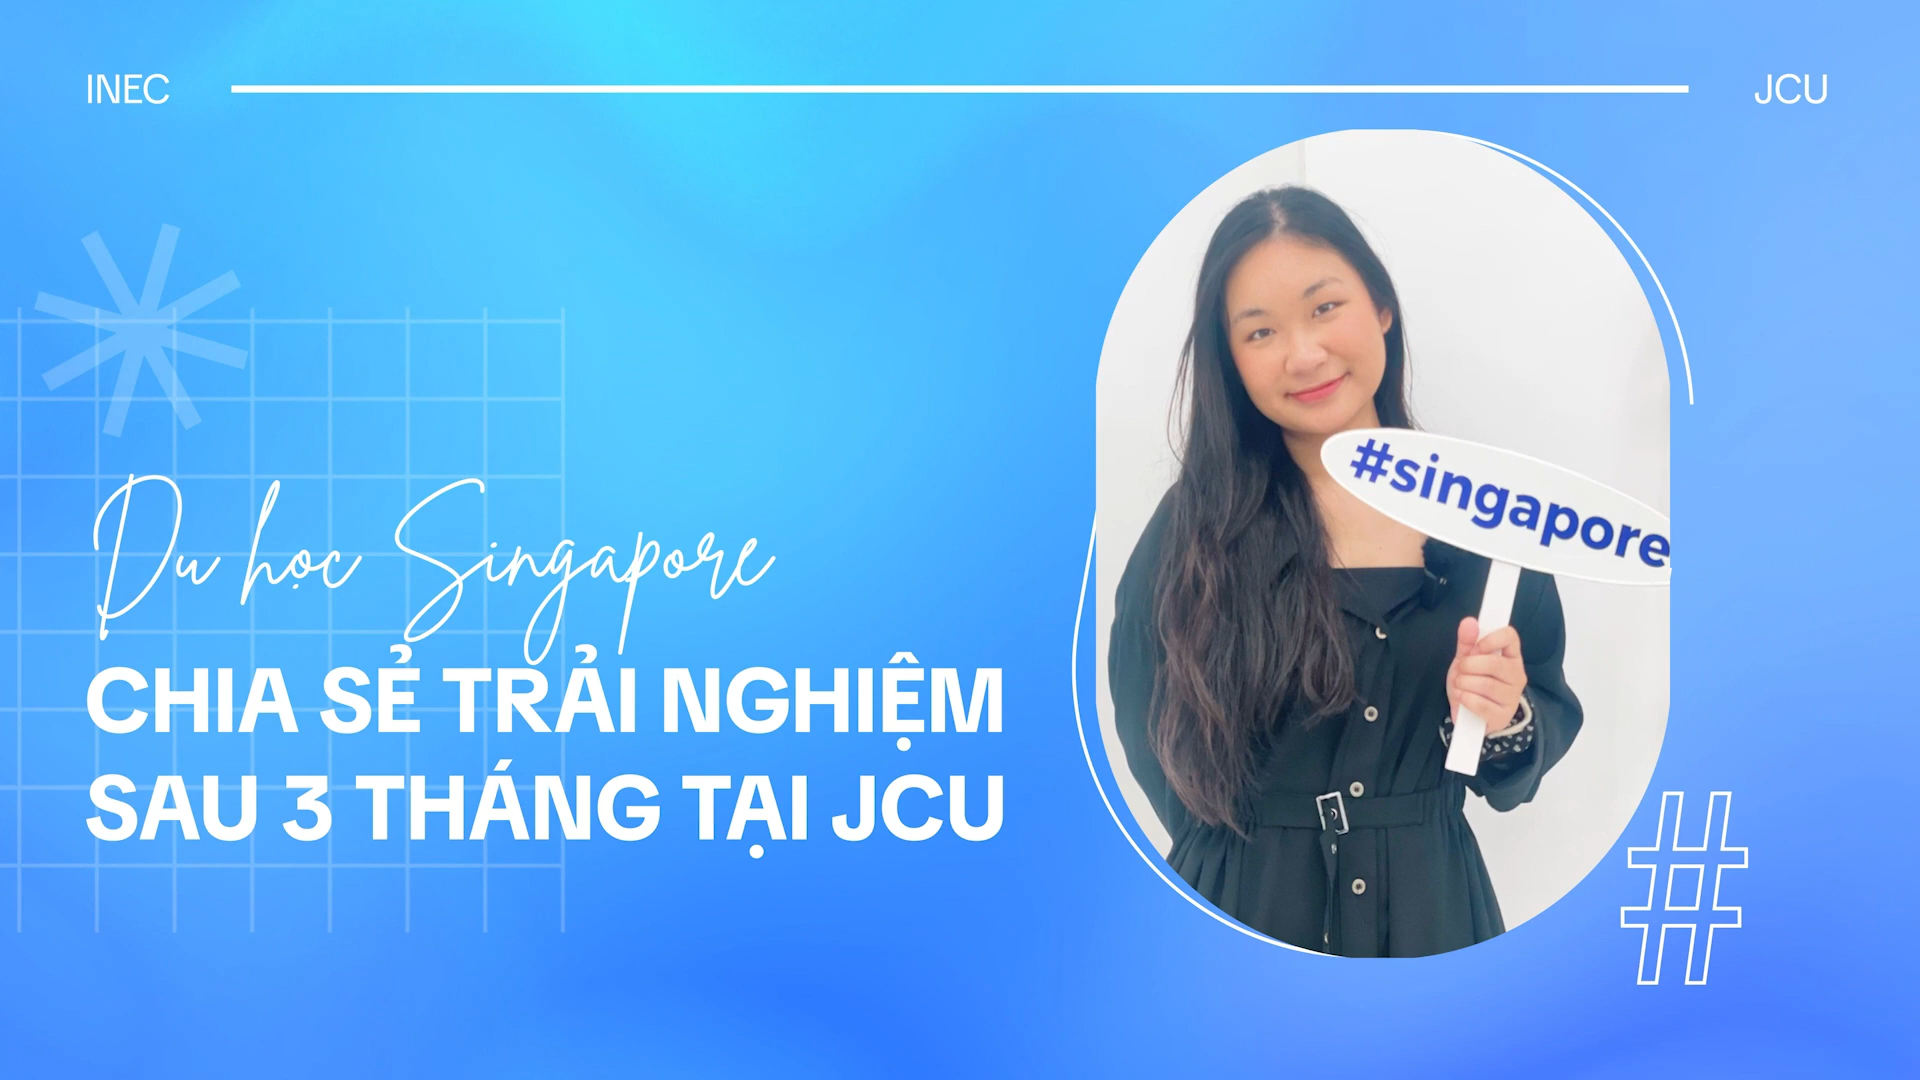 INEC
JCU
Du học Singapore
CHIA SẺ TRẢI NGHIỆM
SAU 3 THÁNG TẠI JCU
#singapore
#